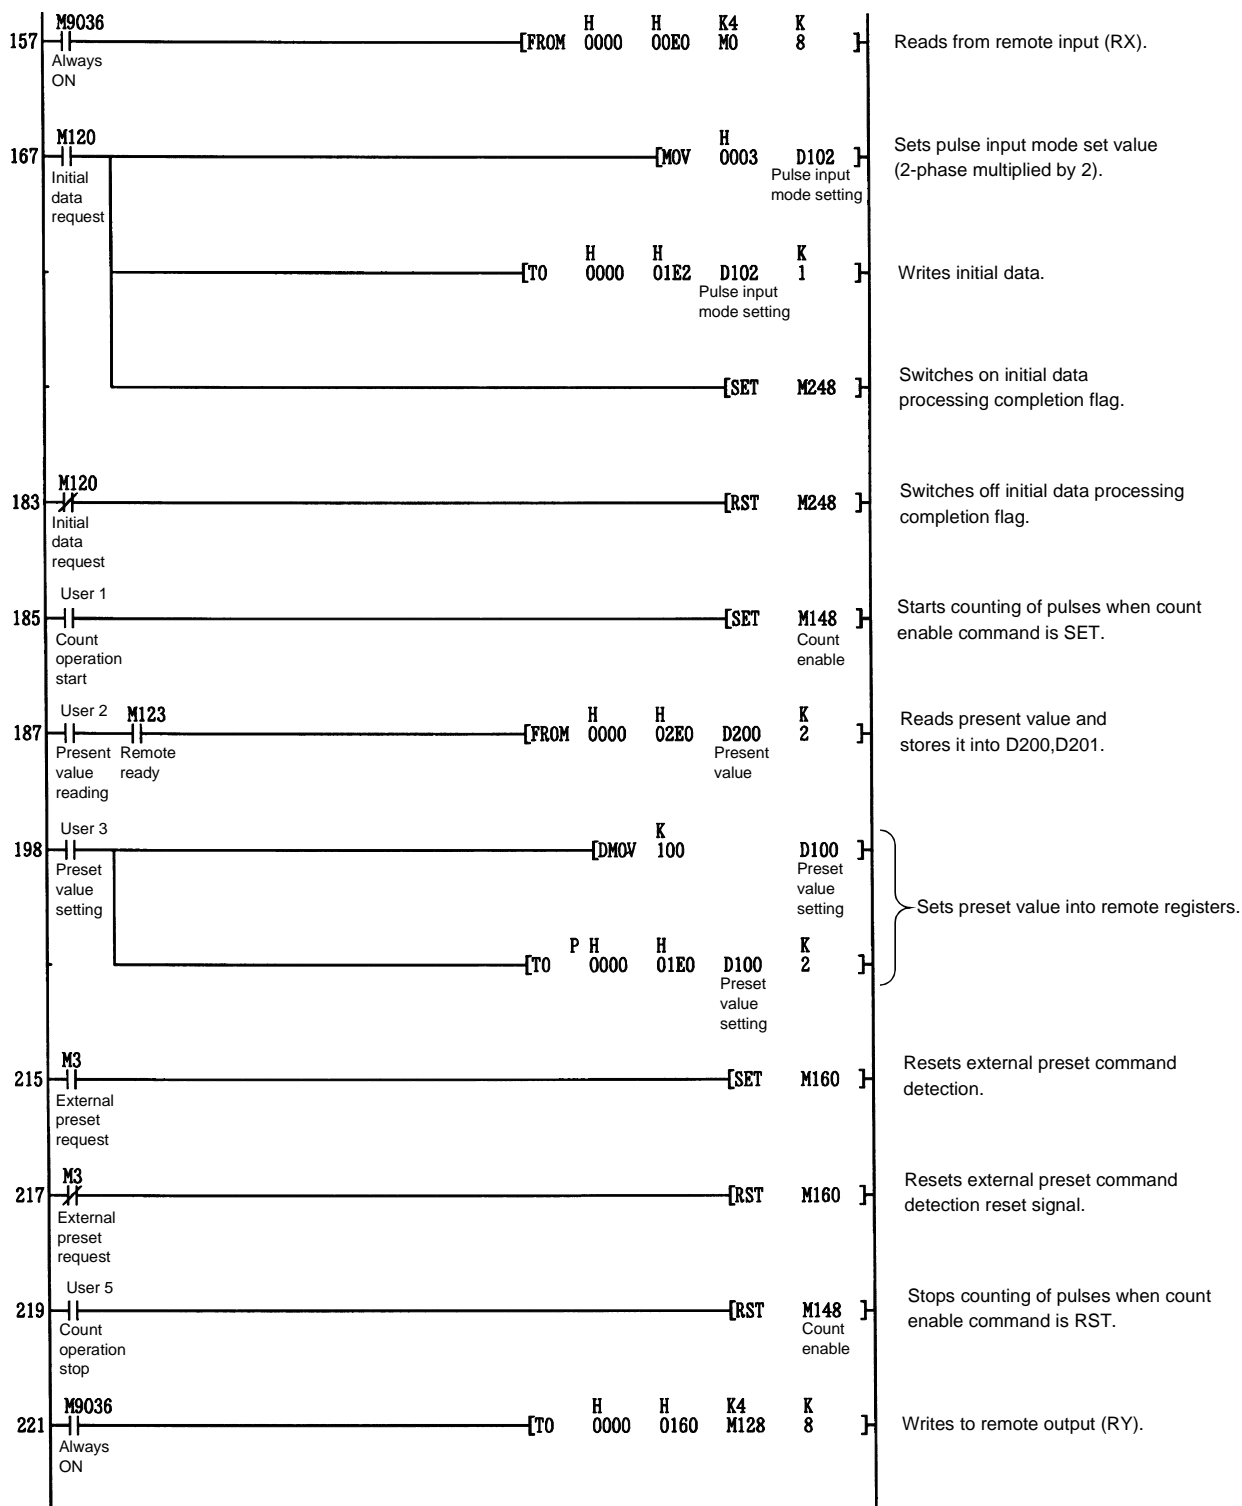 M9036 H H K4 K
157 [FROM 0000 00E0 M0 8 ] Reads from remote input (RX).
Always
ON
M120 H
167 [MOV 0003 D102 ] Sets pulse input mode set value
(2-phase multiplied by 2).
Initial
data
request
Pulse input
mode setting
H H K
[TO 0000 01E2 D102 1 ] Writes initial data.
Pulse input
mode setting
[SET M248 ] Switches on initial data
processing completion flag.
M120
183 [RST M248 ] Switches off initial data processing
completion flag.
Initial
data
request
User 1
185 [SET M148 ] Starts counting of pulses when count
enable command is SET.
Count
operation
start
Count
enable
User 2 M123 H H K
187 [FROM 0000 02E0 D200 2 ] Reads present value and
stores it into D200,D201.
Present
value
reading
Remote
ready
Present
value
User 3 K
198 [DMOV 100 D100 ]
Preset
value
setting
Preset
value
setting
Sets preset value into remote registers.
P H H K
[TO 0000 01E0 D100 2 ]
Preset
value
setting
M3
215 [SET M160 ] Resets external preset command
detection.
External
preset
request
M3
217 [RST M160 ] Resets external preset command
detection reset signal.
External
preset
request
User 5
219 [RST M148 ] Stops counting of pulses when count
enable command is RST.
Count
operation
stop
Count
enable
M9036 H H K4 K
221 [TO 0000 0160 M128 8 ] Writes to remote output (RY).
Always
ON